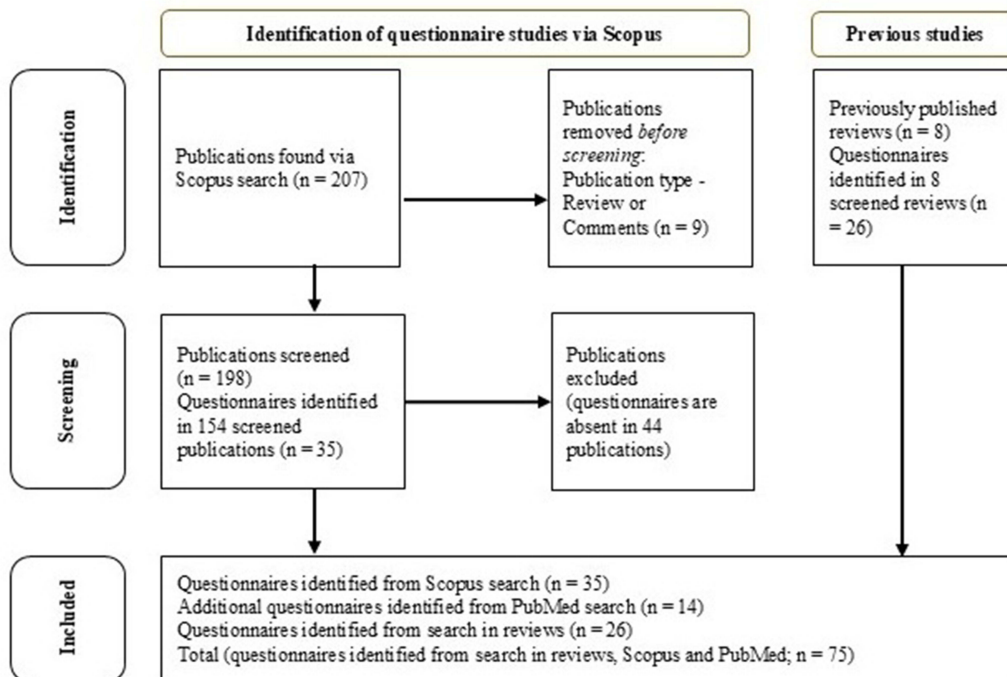 Identification of questionnaire studies via Scopus
Previous studies
Identification
Publications found via
Scopus search (n = 207)
Publications
removed before
screening:
Publication type -
Review or
Comments (n = 9)
Previously published
reviews (n = 8)
Questionnaires
identified in 8
screened reviews (n
= 26)
Screening
Publications screened
(n = 198)
Questionnaires identified
in 154 screened
publications (n = 35)
Publications
excluded
(questionnaires are
absent in 44
publications)
Included
Questionnaires identified from Scopus search (n = 35)
Additional questionnaires identified from PubMed search (n = 14)
Questionnaires identified from search in reviews (n = 26)
Total (questionnaires identified from search in reviews, Scopus and PubMed; n = 75)